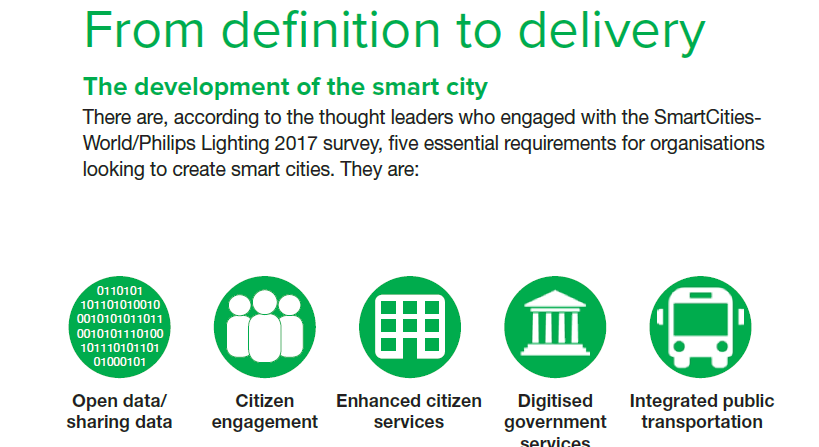 From definition to delivery
The development of the smart city
There are, according to the thought leaders who engaged with the SmartCities-
World/Philips Lighting 2017 survey, five essential requirements for organisations
looking to create smart cities. They are:
0110101
101101010010
0010101011011
0010101110100
101110101101
01000101
Open data/
sharing data
Citizen
engagement
Enhanced citizen
services
Digitised
government
services
Integrated public
transportation